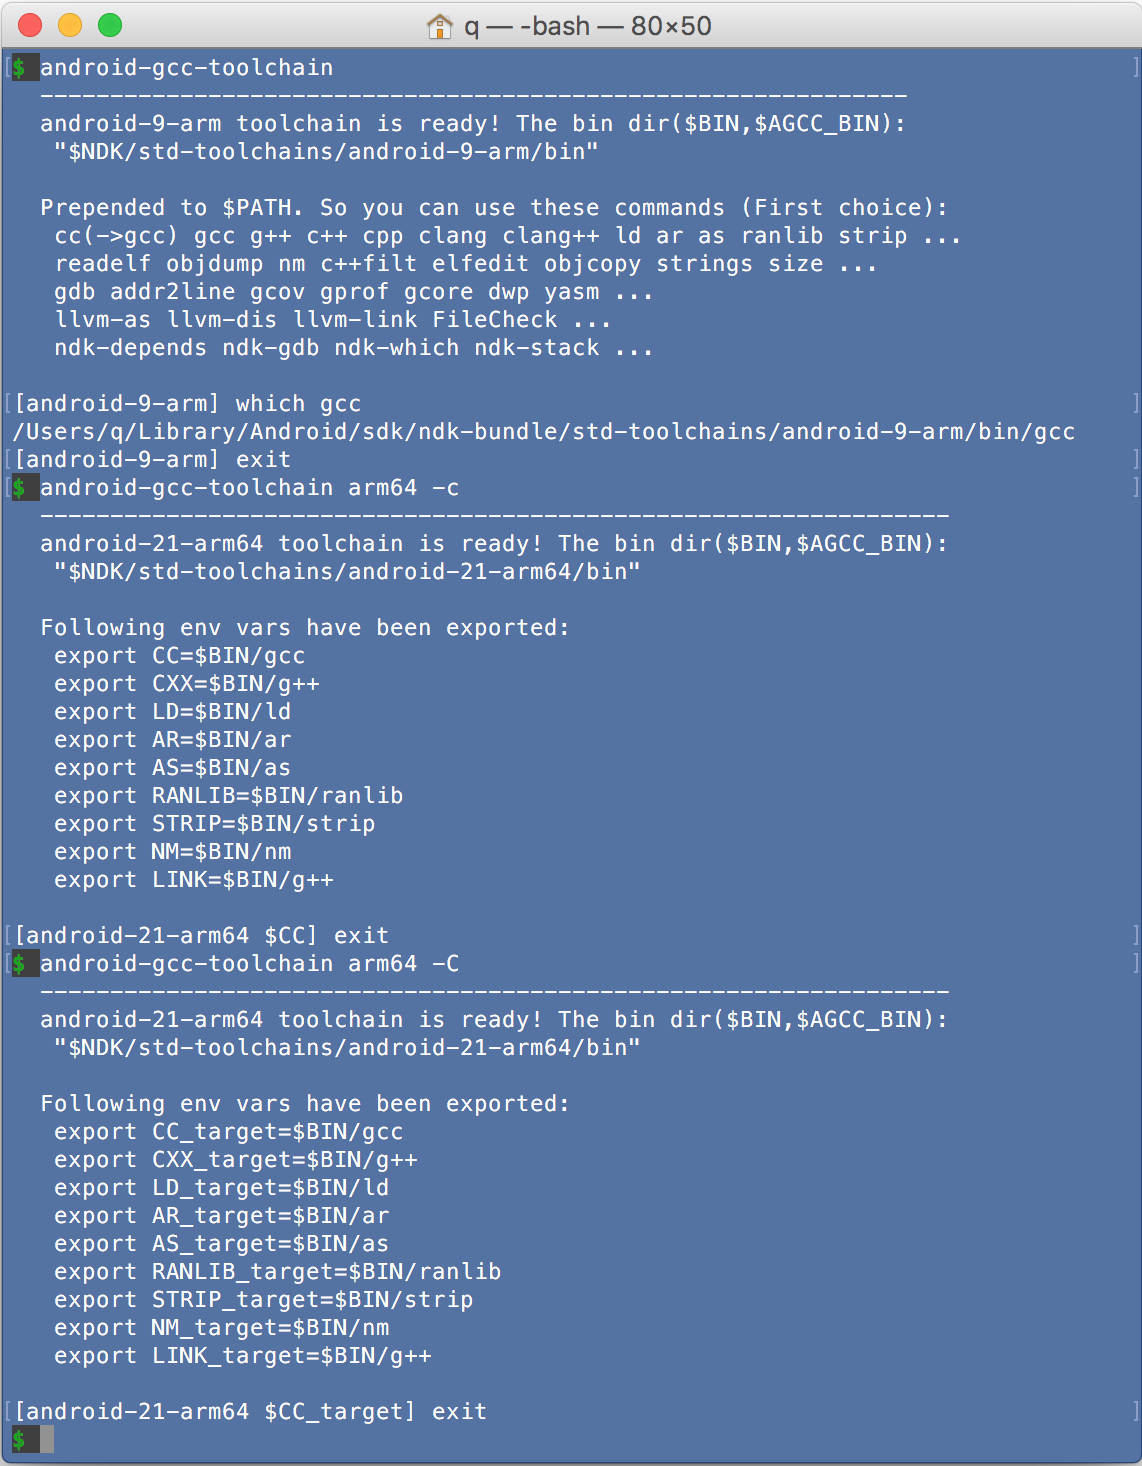 q — -bash — 80×50
$ android-gcc-toolchain
--------------------------------------------------------------
android-9-arm toolchain is ready! The bin dir($BIN,$AGCC_BIN):
"$NDK/std-toolchains/android-9-arm/bin"
Prepended to $PATH. So you can use these commands (First choice):
cc(->gcc) gcc g++ c++ cpp clang clang++ ld ar as ranlib strip ...
readelf objdump nm c++filt elfedit objcopy strings size ...
gdb addr2line gcov gprof gcore dwp yasm ...
llvm-as llvm-dis llvm-link FileCheck ...
ndk-depends ndk-gdb ndk-which ndk-stack ...
[android-9-arm] which gcc
/Users/q/Library/Android/sdk/ndk-bundle/std-toolchains/android-9-arm/bin/gcc
[android-9-arm] exit
$ android-gcc-toolchain arm64 -c
-----------------------------------------------------------------
android-21-arm64 toolchain is ready! The bin dir($BIN,$AGCC_BIN):
"$NDK/std-toolchains/android-21-arm64/bin"
Following env vars have been exported:
export CC=$BIN/gcc
export CXX=$BIN/g++
export LD=$BIN/ld
export AR=$BIN/ar
export AS=$BIN/as
export RANLIB=$BIN/ranlib
export STRIP=$BIN/strip
export NM=$BIN/nm
export LINK=$BIN/g++
[android-21-arm64 $CC] exit
$ android-gcc-toolchain arm64 -C
-----------------------------------------------------------------
android-21-arm64 toolchain is ready! The bin dir($BIN,$AGCC_BIN):
"$NDK/std-toolchains/android-21-arm64/bin"
Following env vars have been exported:
export CC_target=$BIN/gcc
export CXX_target=$BIN/g++
export LD_target=$BIN/ld
export AR_target=$BIN/ar
export AS_target=$BIN/as
export RANLIB_target=$BIN/ranlib
export STRIP_target=$BIN/strip
export NM_target=$BIN/nm
export LINK_target=$BIN/g++
[android-21-arm64 $CC_target] exit
$